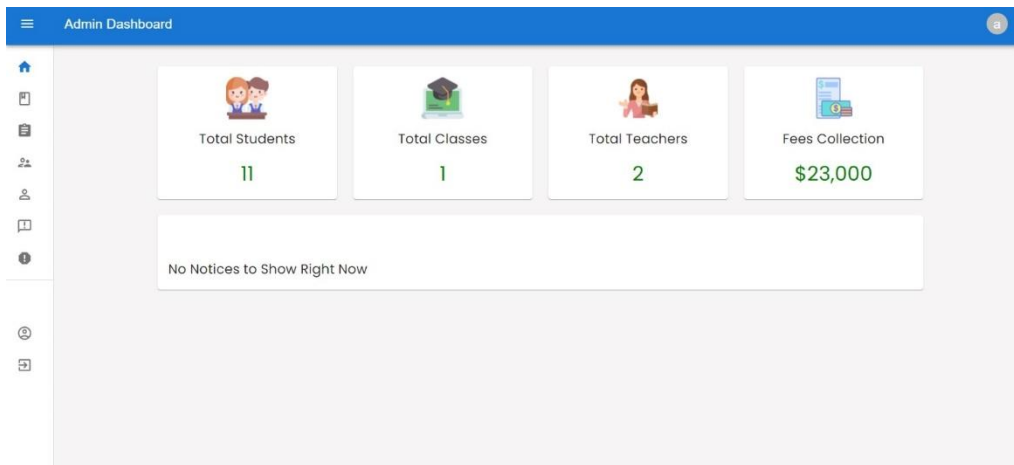 Admin Dashboard
a
Total Students
11
Total Classes
1
Total Teachers
2
Fees Collection
$23,000
No Notices to Show Right Now